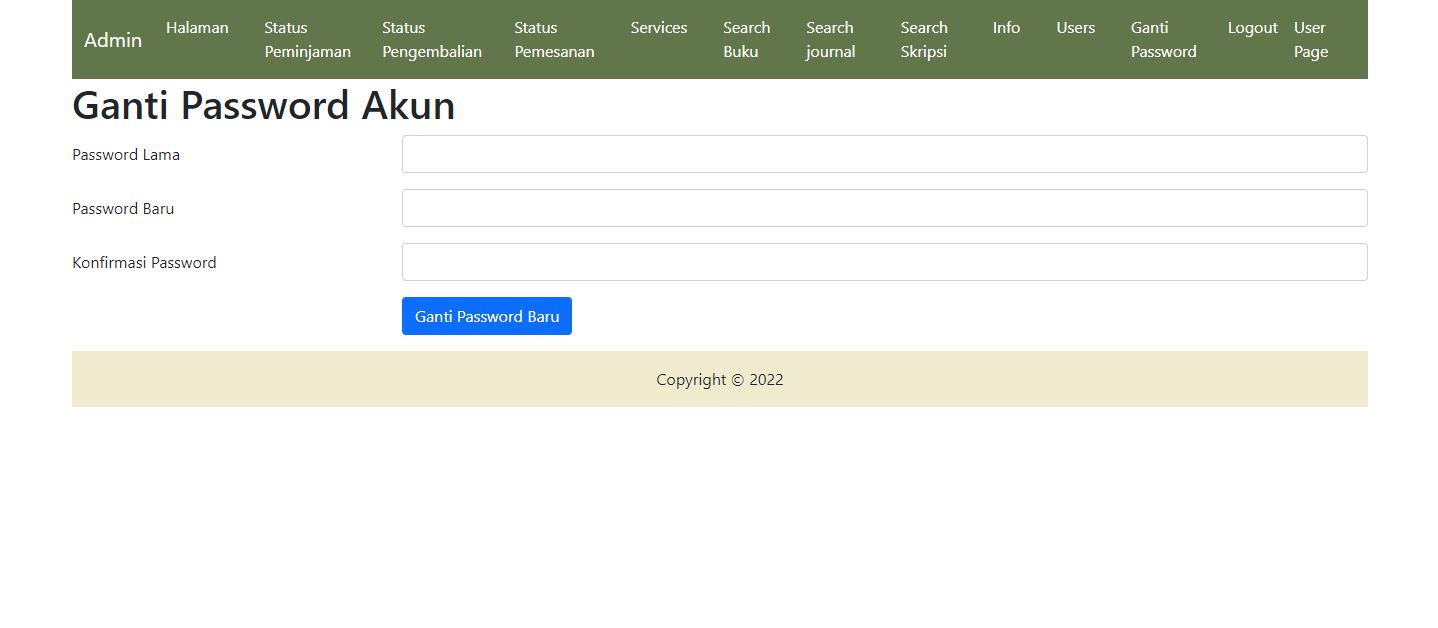 Admin
Halaman
Status
Peminjaman
Status
Pengembalian
Status
Pemesanan
Services
Search
Buku
Search
journal
Search
Skripsi
Info
Users
Ganti
Password
Logout
User
Page
Ganti Password Akun
Password Lama
Password Baru
Konfirmasi Password
Ganti Password Baru
Copyright © 2022